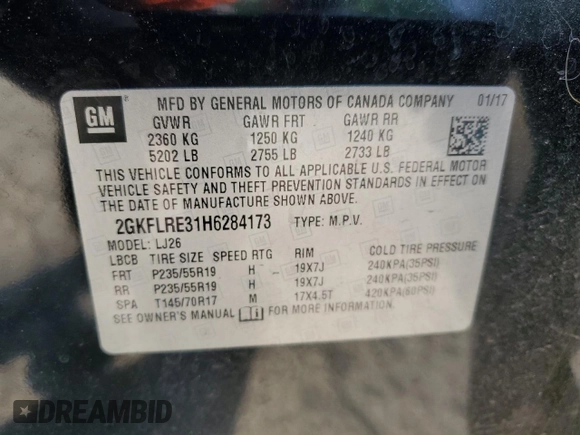 GM
MFD BY GENERAL MOTORS OF CANADA COMPANY 01/17
GVWR GAWR FRT GAWR RR
2360 KG 1250 KG 1240 KG
5202 LB 2755 LB 2733 LB
THIS VEHICLE CONFORMS TO ALL APPLICABLE U.S. FEDERAL MOTOR
VEHICLE SAFETY AND THEFT PREVENTION STANDARDS IN EFFECT ON
THE DATE OF MANUFACTURE SHOWN ABOVE.
2GKFLRE31H6284173 TYPE: M.P.V.
MODEL: LJ26
LBCB TIRE SIZE SPEED RTG RIM COLD TIRE PRESSURE
FRT P235/55R19 H -- 19X7J 240KPA(35PSI)
RR P235/55R19 H 19X7J 240KPA(35PSI)
SPA T145/70R17 M 17X4.5T 420KPA(60PSI)
SEE OWNER'S MANUAL i FOR MORE INFORMATION.
DREAMBID